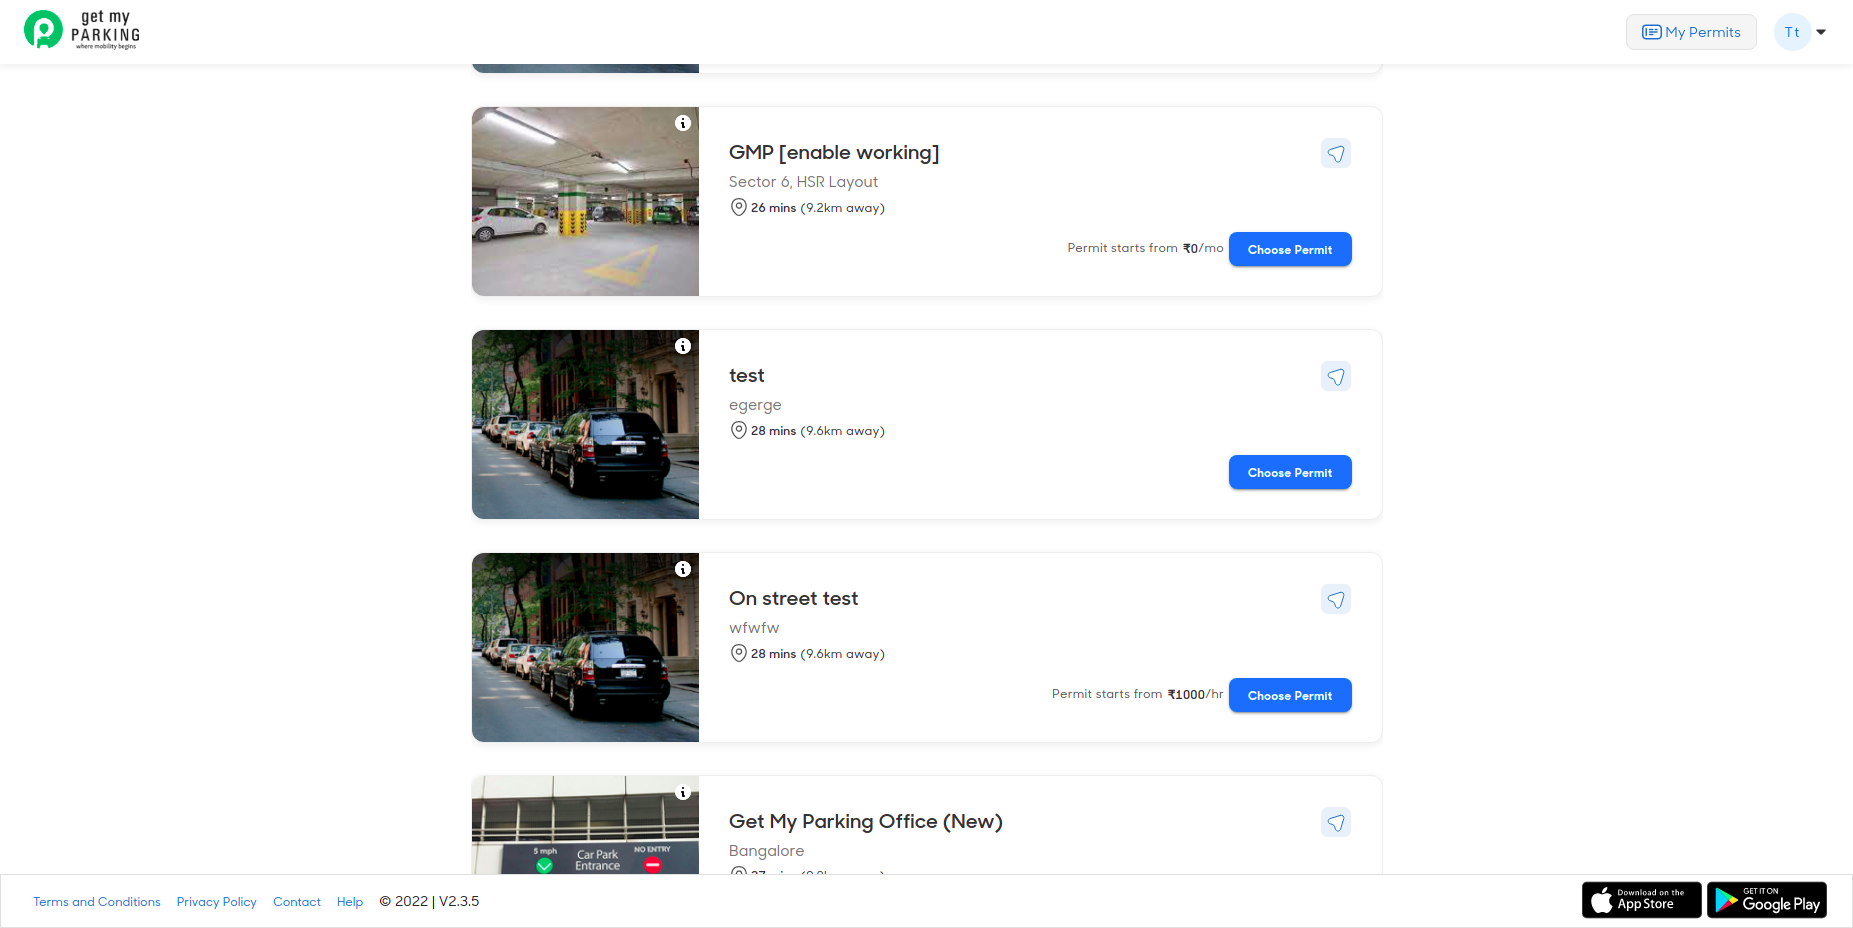 get my
PARKING
where mobility begins
My Permits
Tt
GMP [enable working]
Sector 6, HSR Layout
26 mins (9.2km away)
Permit starts from ₹0/mo
Choose Permit
test
egerge
28 mins (9.6km away)
Choose Permit
On street test
wfwfw
28 mins (9.6km away)
Permit starts from ₹1000/hr
Choose Permit
5 mph
Car Park
Entrance
NO ENTRY
Get My Parking Office (New)
Bangalore
Terms and Conditions
Privacy Policy
Contact
Help
© 2022 | V2.3.5
Download on the
App Store
GET IT ON
Google Play